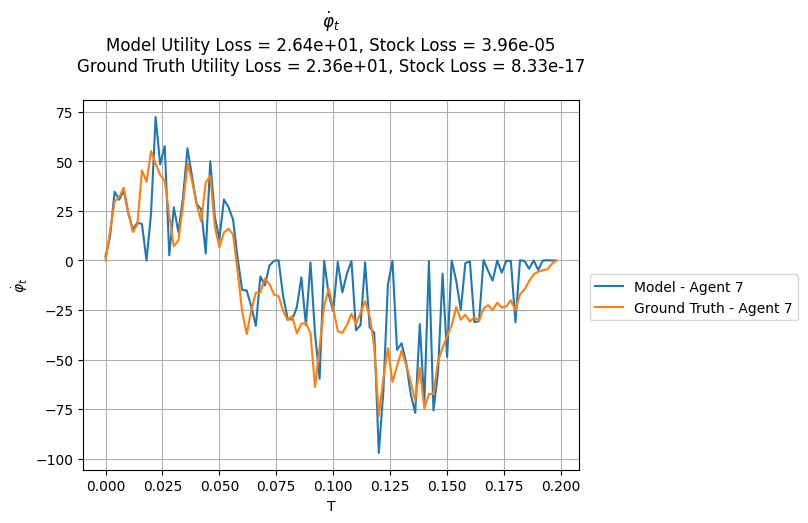 φ̇_t
Model Utility Loss = 2.64e+01, Stock Loss = 3.96e-05
Ground Truth Utility Loss = 2.36e+01, Stock Loss = 8.33e-17
75
50
25
0
−25
−50
−75
−100
φ̇_t
0.000 0.025 0.050 0.075 0.100 0.125 0.150 0.175 0.200
T
Model - Agent 7
Ground Truth - Agent 7